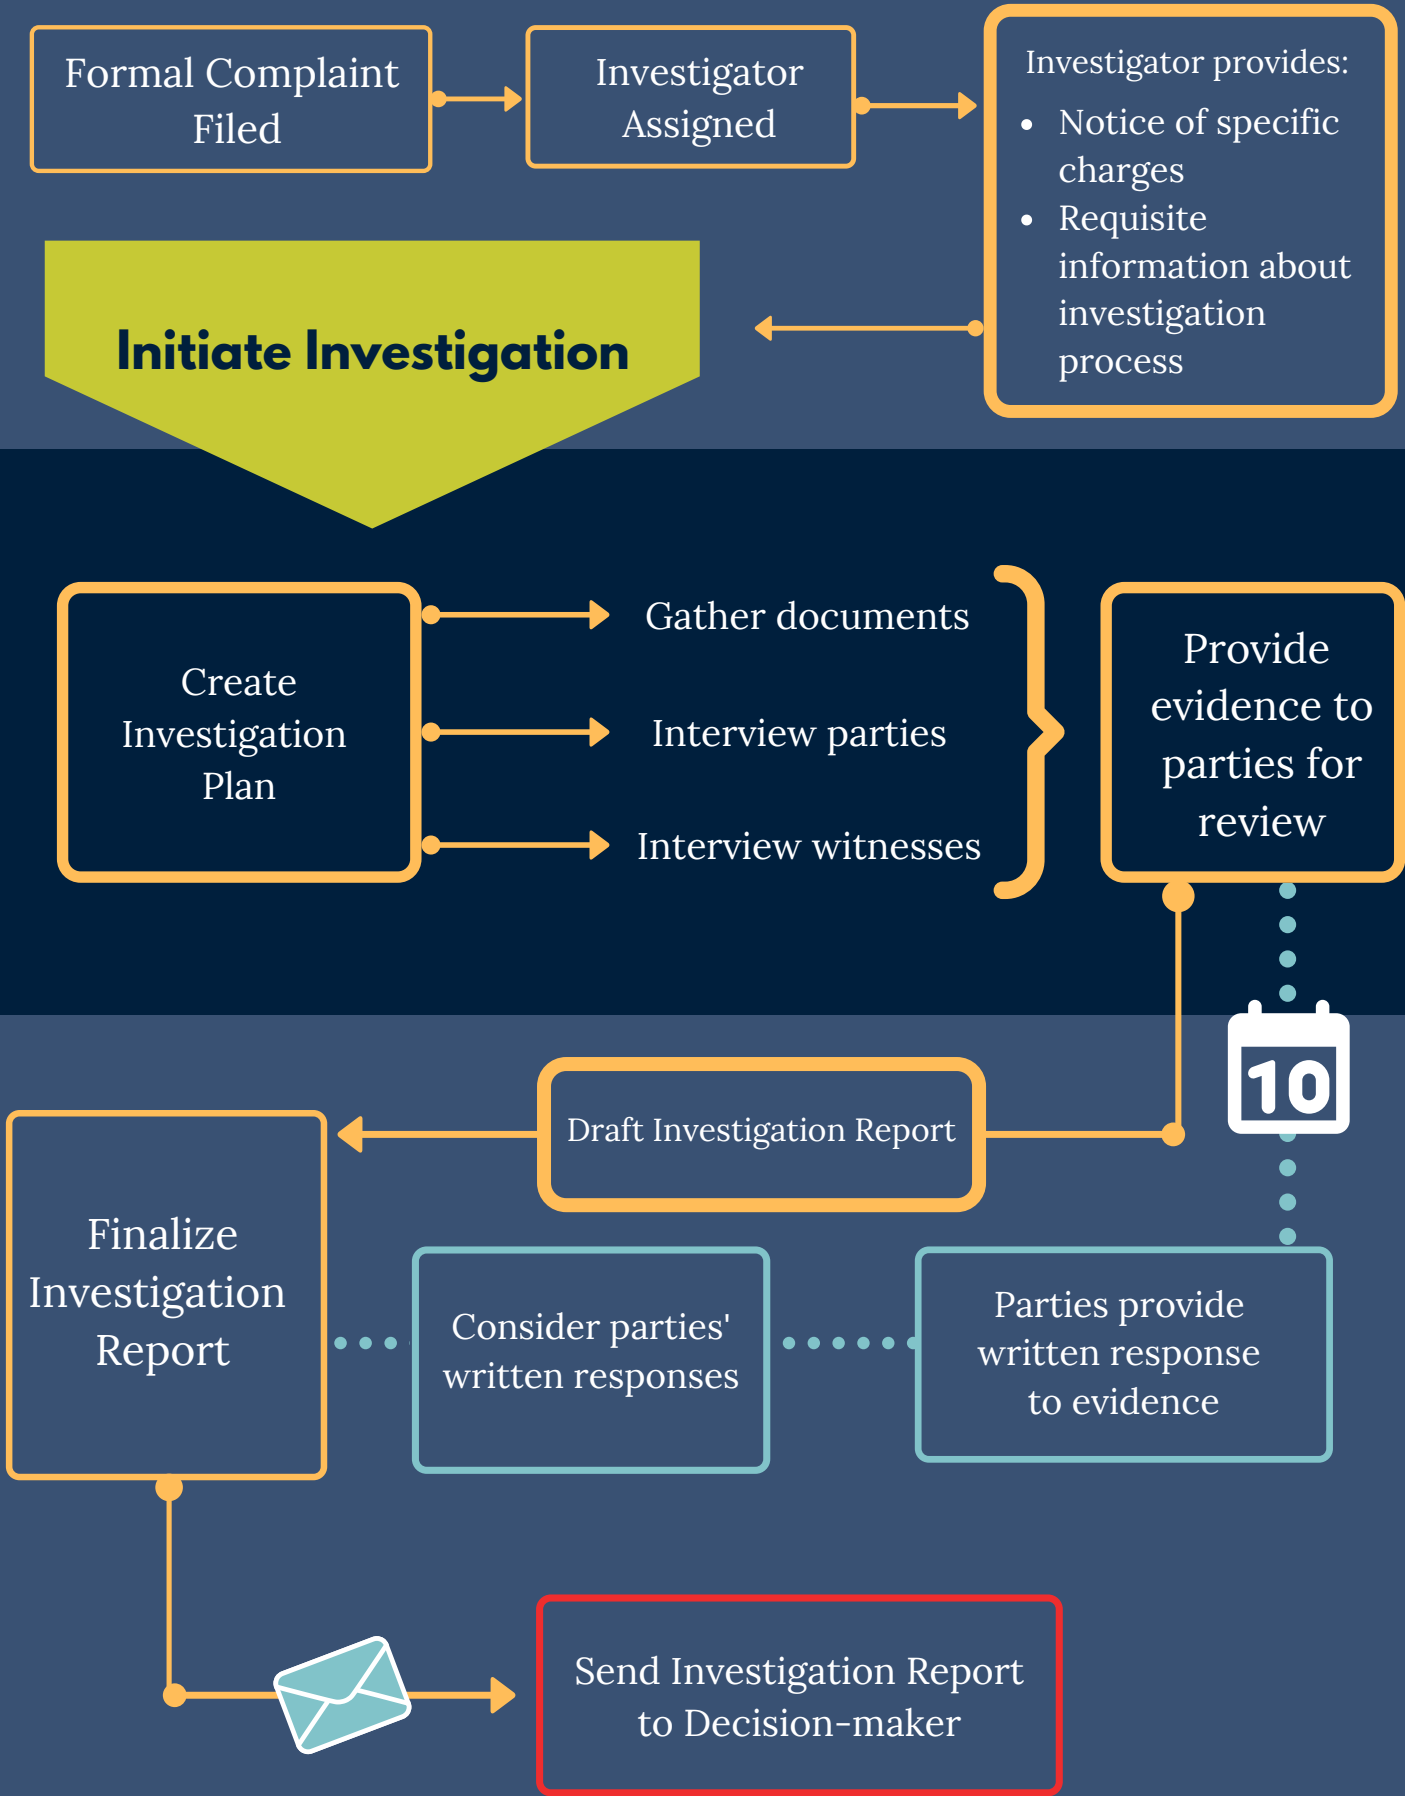 Formal Complaint
Filed
Investigator
Assigned
Investigator provides:
• Notice of specific
charges
• Requisite
information about
investigation
process
Initiate Investigation
Create
Investigation
Plan
Gather documents
Interview parties
Interview witnesses
Provide
evidence to
parties for
review
10
Draft Investigation Report
Finalize
Investigation
Report
Consider parties'
written responses
Parties provide
written response
to evidence
Send Investigation Report
to Decision-maker